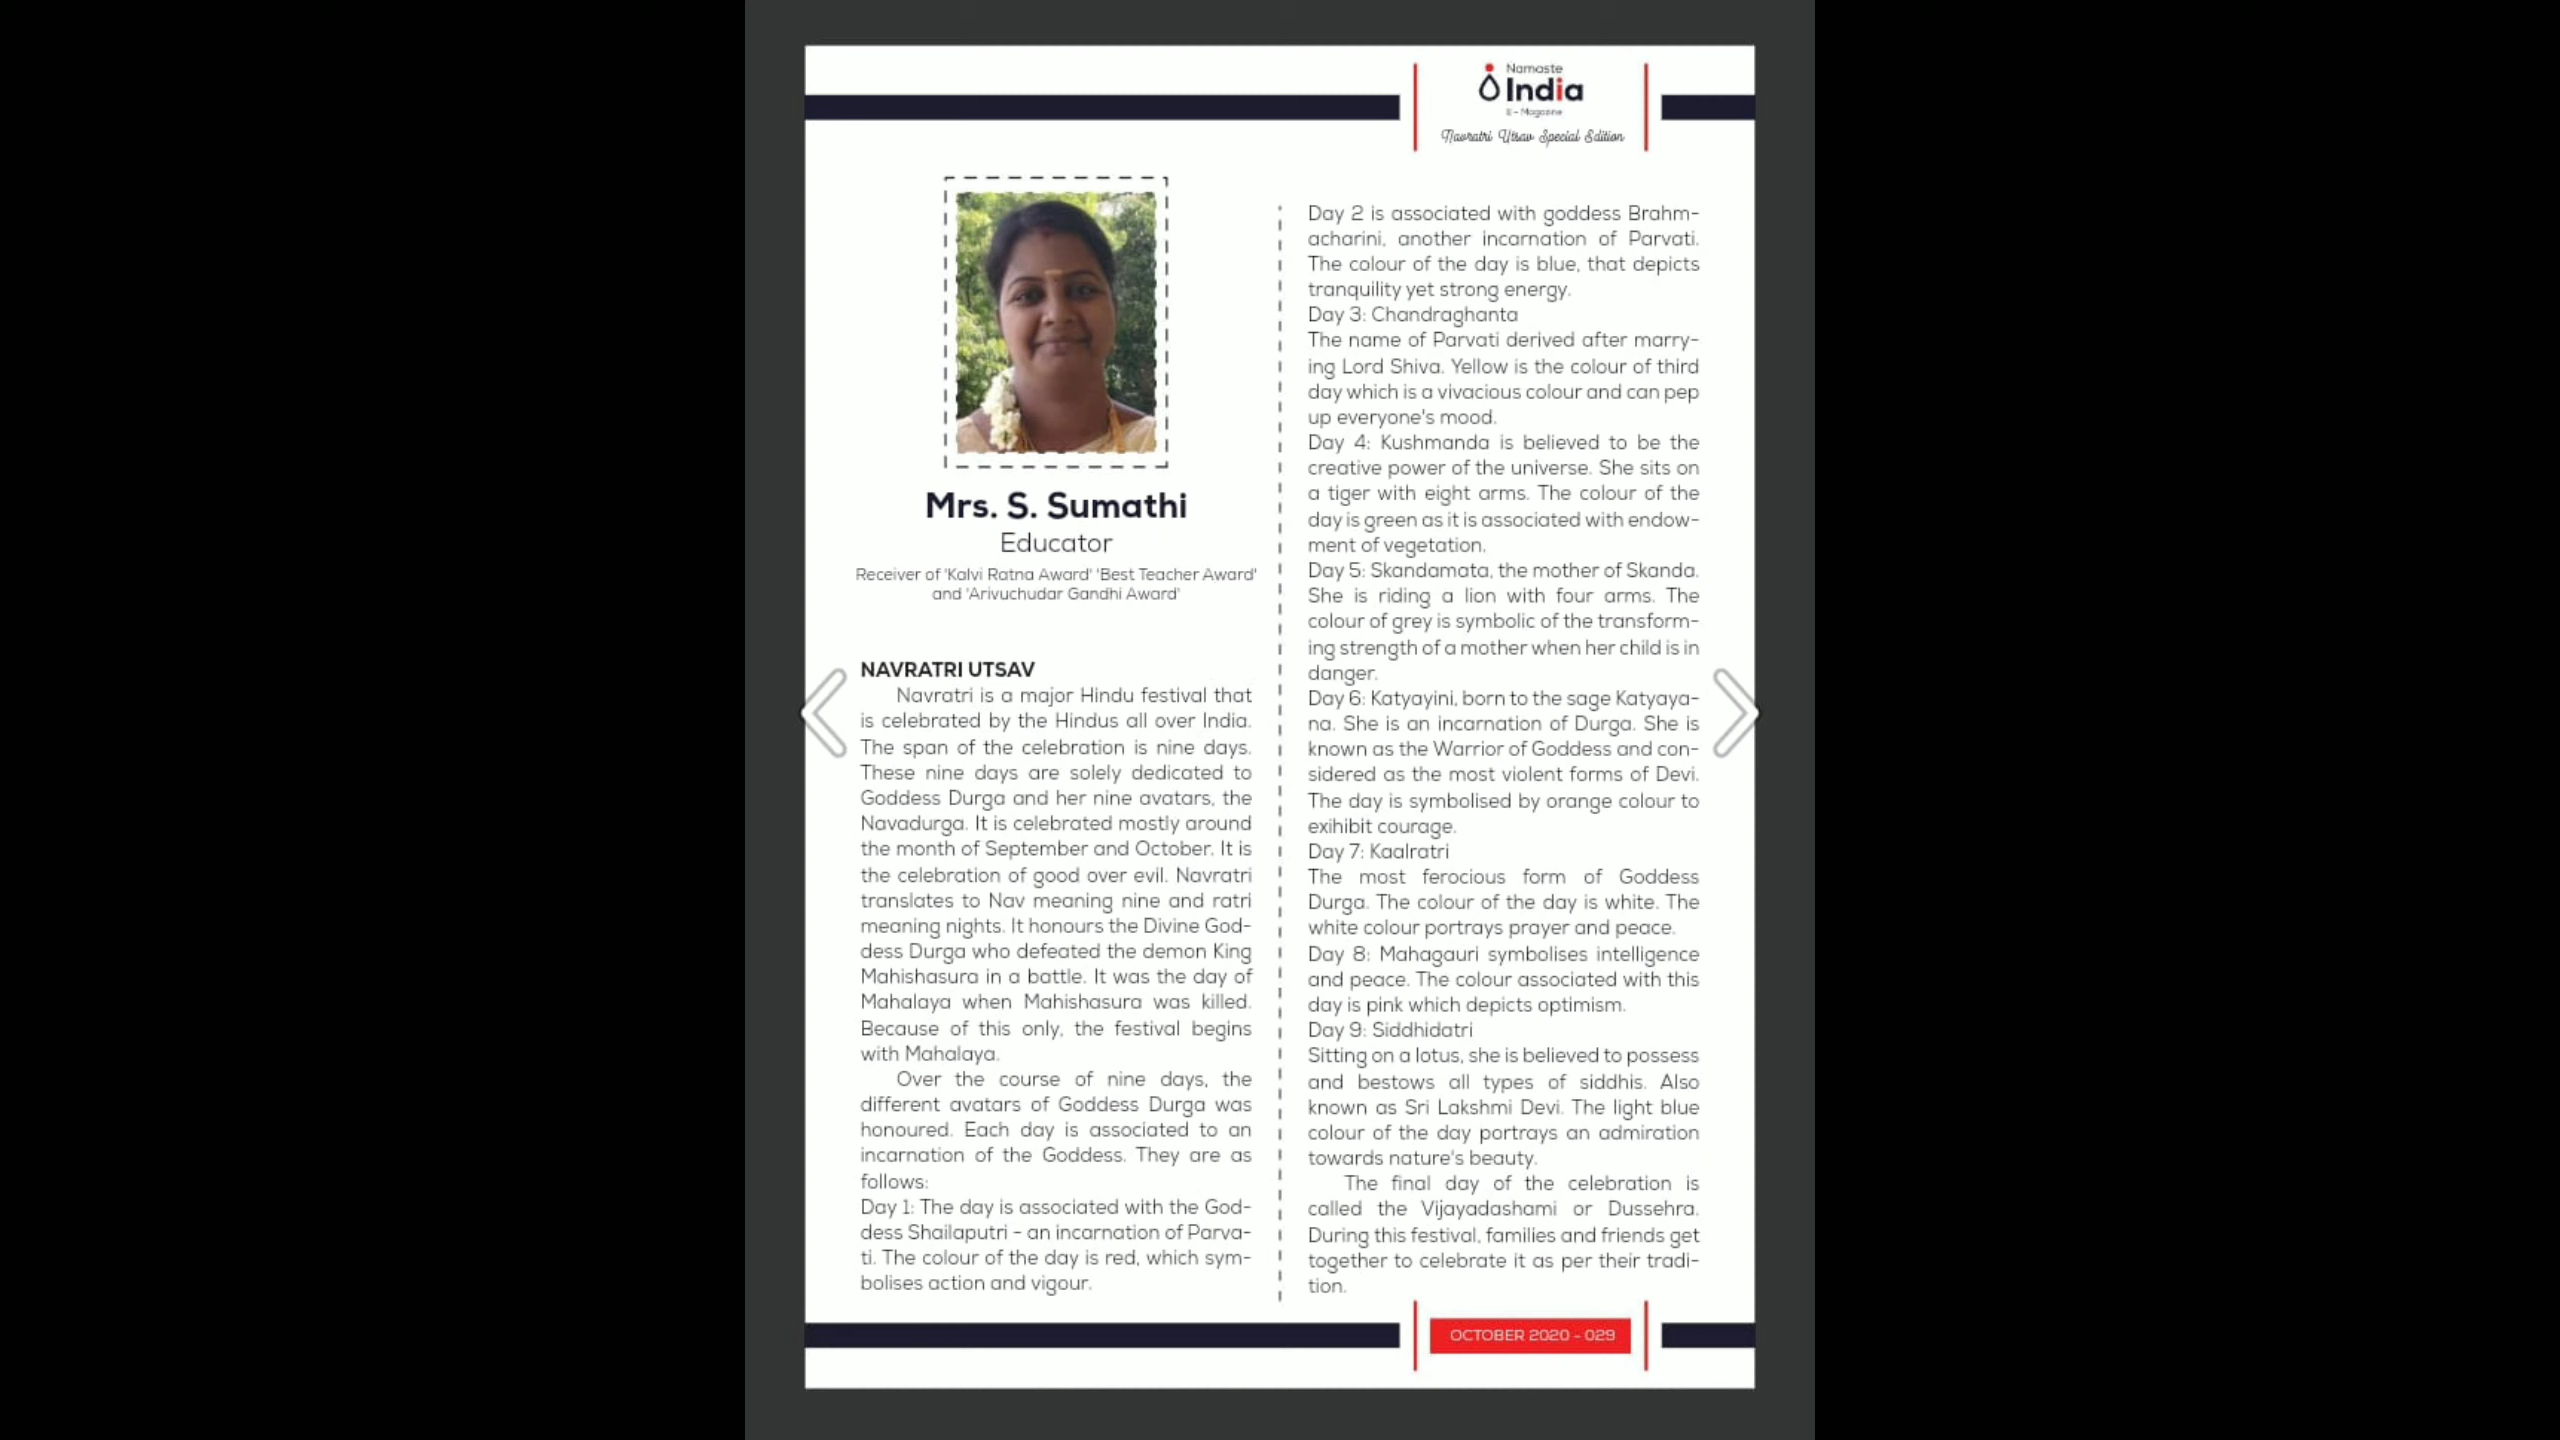 Namaste
India
E - Magazine
Navratri Utsav Special Edition
Mrs. S. Sumathi
Educator
Receiver of 'Kalvi Ratna Award' 'Best Teacher Award'
and 'Arivuchudar Gandhi Award'
NAVRATRI UTSAV
Navratri is a major Hindu festival that
is celebrated by the Hindus all over India.
The span of the celebration is nine days.
These nine days are solely dedicated to
Goddess Durga and her nine avatars, the
Navadurga. It is celebrated mostly around
the month of September and October. It is
the celebration of good over evil. Navratri
translates to Nav meaning nine and ratri
meaning nights. It honours the Divine God-
dess Durga who defeated the demon King
Mahishasura in a battle. It was the day of
Mahalaya when Mahishasura was killed.
Because of this only, the festival begins
with Mahalaya.
Over the course of nine days, the
different avatars of Goddess Durga was
honoured. Each day is associated to an
incarnation of the Goddess. They are as
follows:
Day 1: The day is associated with the God-
dess Shailaputri - an incarnation of Parva-
ti. The colour of the day is red, which sym-
bolises action and vigour.
Day 2 is associated with goddess Brahm-
acharini, another incarnation of Parvati.
The colour of the day is blue, that depicts
tranquility yet strong energy.
Day 3: Chandraghanta
The name of Parvati derived after marry-
ing Lord Shiva. Yellow is the colour of third
day which is a vivacious colour and can pep
up everyone's mood.
Day 4: Kushmanda is believed to be the
creative power of the universe. She sits on
a tiger with eight arms. The colour of the
day is green as it is associated with endow-
ment of vegetation.
Day 5: Skandamata, the mother of Skanda.
She is riding a lion with four arms. The
colour of grey is symbolic of the transform-
ing strength of a mother when her child is in
danger.
Day 6: Katyayini, born to the sage Katyaya-
na. She is an incarnation of Durga. She is
known as the Warrior of Goddess and con-
sidered as the most violent forms of Devi.
The day is symbolised by orange colour to
exihibit courage.
Day 7: Kaalratri
The most ferocious form of Goddess
Durga. The colour of the day is white. The
white colour portrays prayer and peace.
Day 8: Mahagauri symbolises intelligence
and peace. The colour associated with this
day is pink which depicts optimism.
Day 9: Siddhidatri
Sitting on a lotus, she is believed to possess
and bestows all types of siddhis. Also
known as Sri Lakshmi Devi. The light blue
colour of the day portrays an admiration
towards nature's beauty.
The final day of the celebration is
called the Vijayadashami or Dussehra.
During this festival, families and friends get
together to celebrate it as per their tradi-
tion.
OCTOBER 2020 - 029